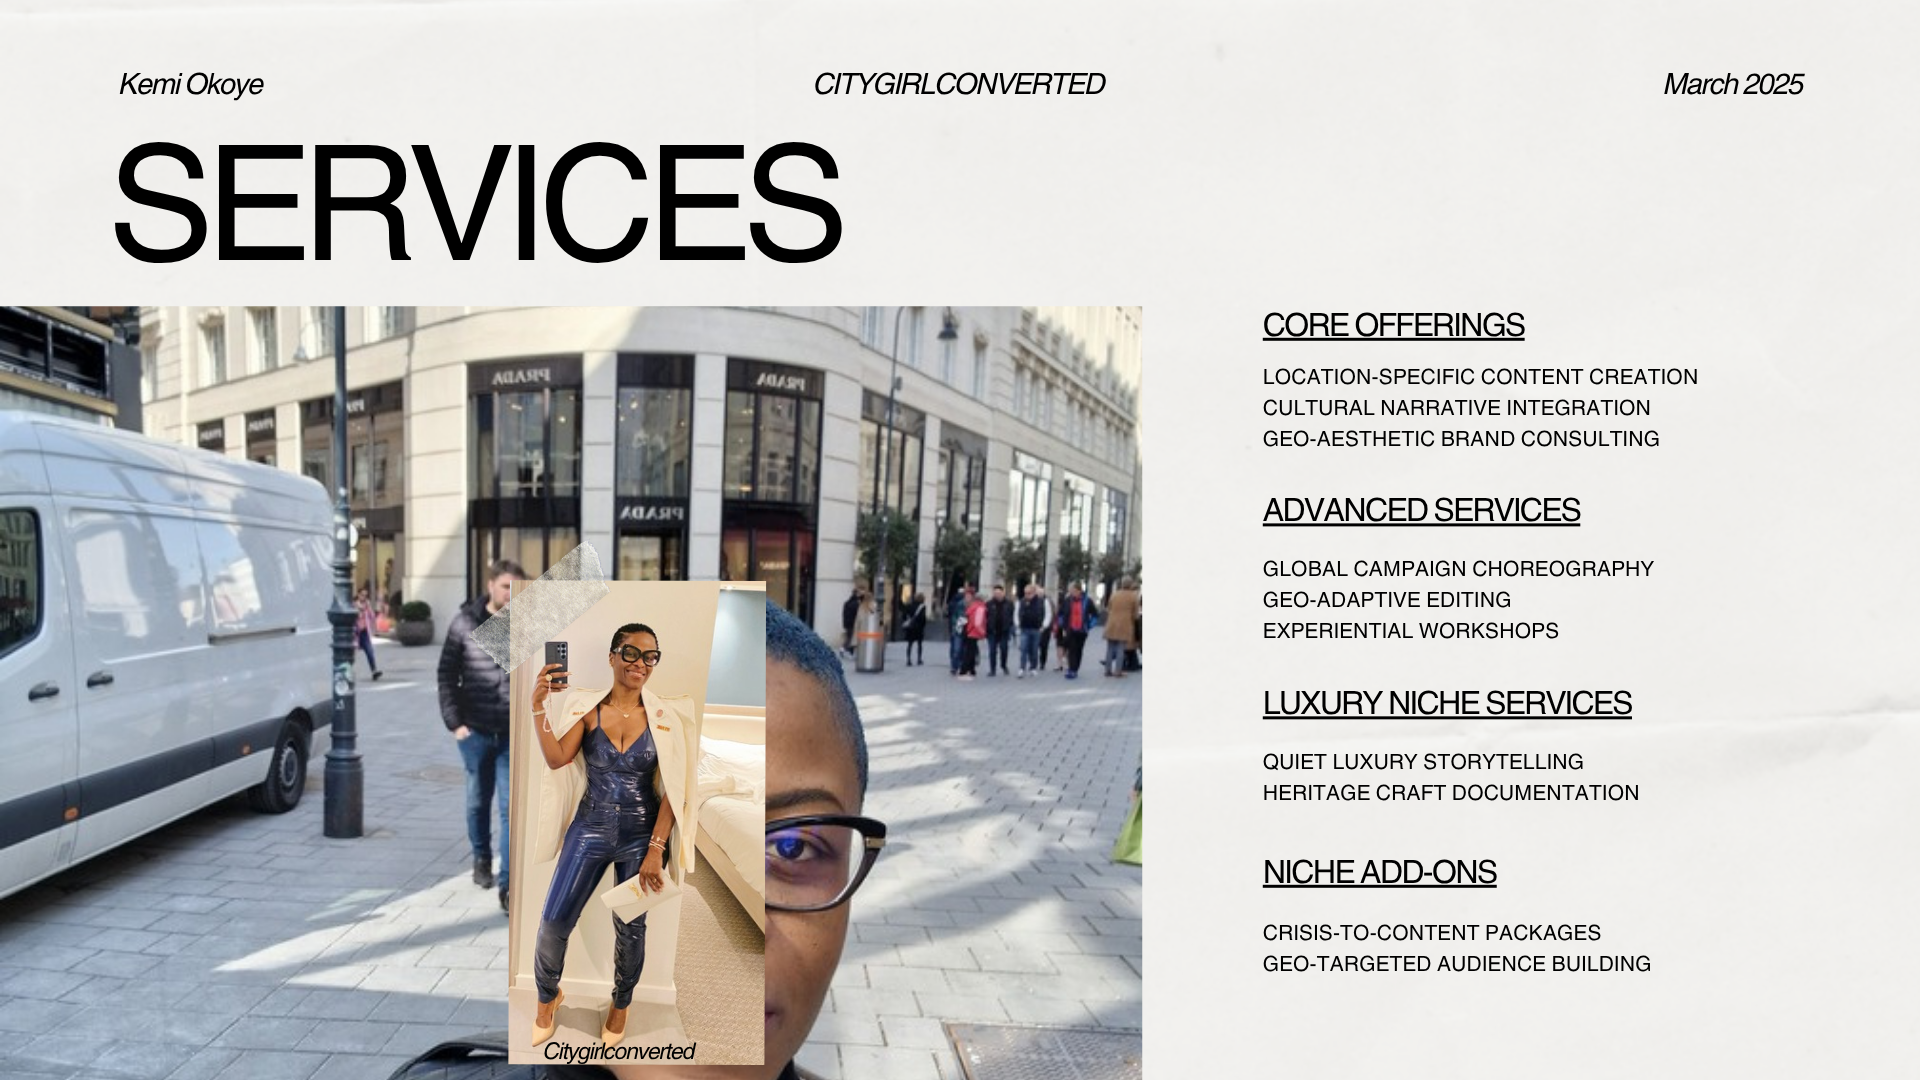 Kemi Okoye
CITYGIRLCONVERTED
March 2025
SERVICES
PRADA
PRADA
PRADA
CORE OFFERINGS
LOCATION-SPECIFIC CONTENT CREATION
CULTURAL NARRATIVE INTEGRATION
GEO-AESTHETIC BRAND CONSULTING
ADVANCED SERVICES
GLOBAL CAMPAIGN CHOREOGRAPHY
GEO-ADAPTIVE EDITING
EXPERIENTIAL WORKSHOPS
LUXURY NICHE SERVICES
QUIET LUXURY STORYTELLING
HERITAGE CRAFT DOCUMENTATION
NICHE ADD-ONS
CRISIS-TO-CONTENT PACKAGES
GEO-TARGETED AUDIENCE BUILDING
Citygirlconverted